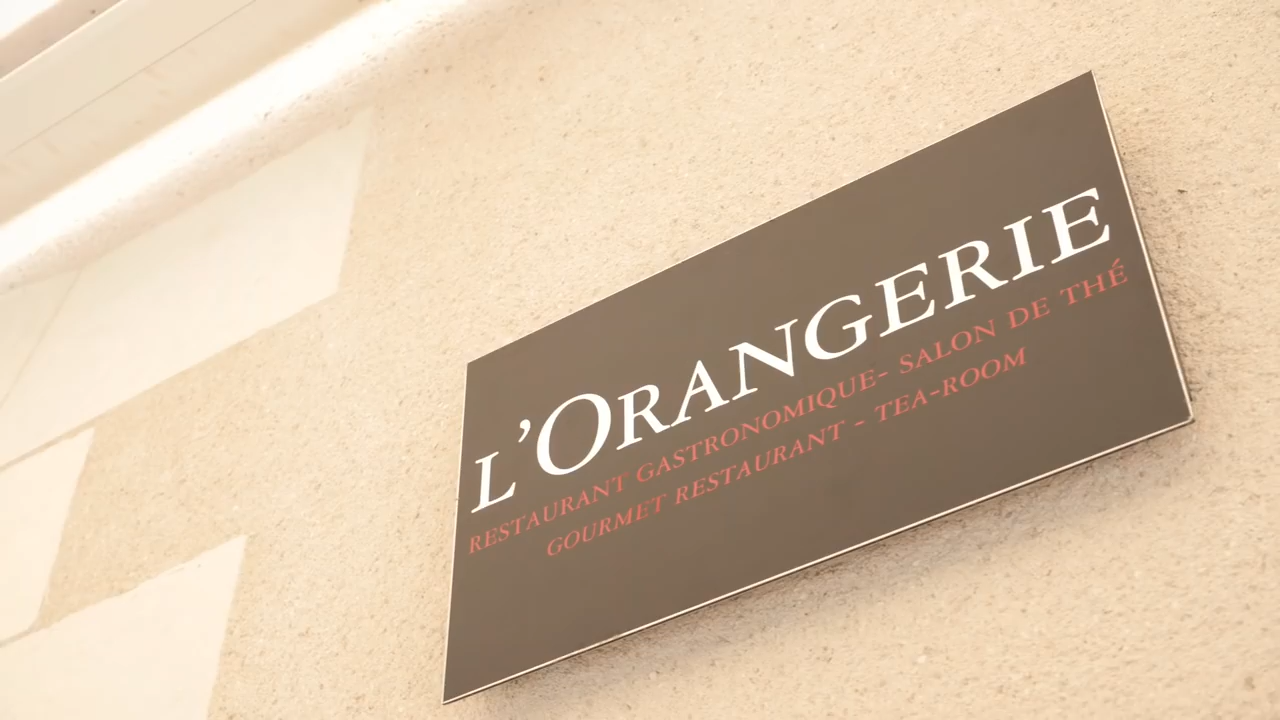 L'ORANGERIE
RESTAURANT GASTRONOMIQUE- SALON DE THÉ
GOURMET RESTAURANT - TEA-ROOM